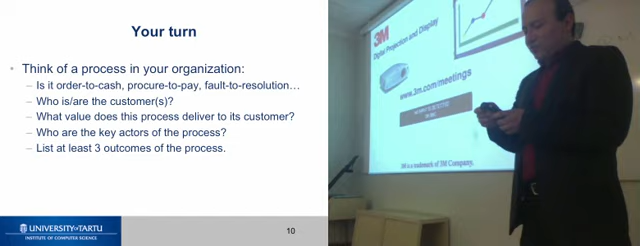 Your turn
• Think of a process in your organization:
– Is it order-to-cash, procure-to-pay, fault-to-resolution…
– Who is/are the customer(s)?
– What value does this process deliver to its customer?
– Who are the key actors of the process?
– List at least 3 outcomes of the process.
UNIVERSITY OF TARTU
INSTITUTE OF COMPUTER SCIENCE
10
3M
Digital Projection and Display
www.3m.com/meetings
3M is a trademark of 3M Company.